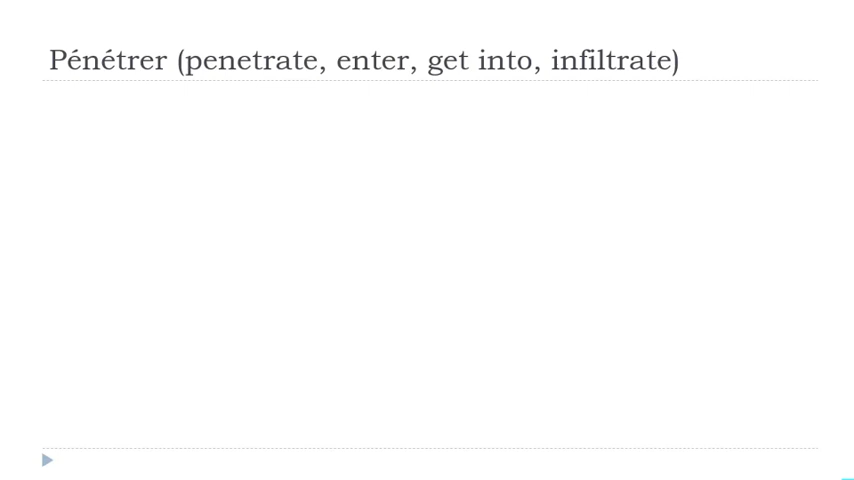 Pénétrer (penetrate, enter, get into, infiltrate)